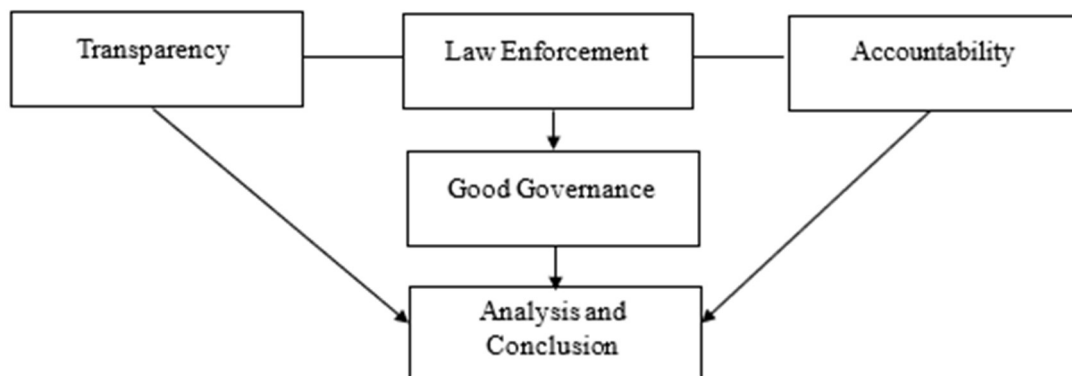 Transparency
Law Enforcement
Accountability
Good Governance
Analysis and
Conclusion